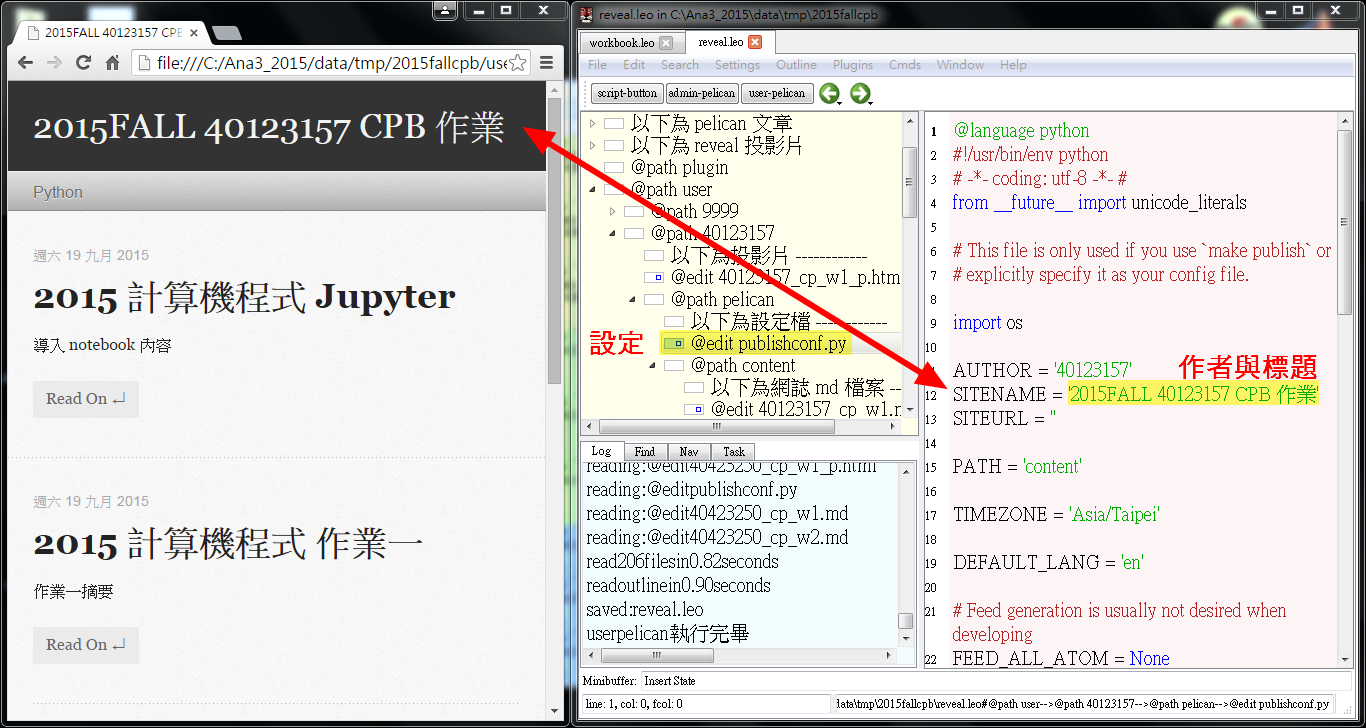 2015FALL 40123157 CPB
file:///C:/Ana3_2015/data/tmp/2015fallcpb/use
2015FALL 40123157 CPB 作業
Python
週六 19 九月 2015
2015 計算機程式 Jupyter
導入 notebook 內容
Read On ⏎
週六 19 九月 2015
2015 計算機程式 作業一
作業一摘要
Read On ⏎
reveal.leo in C:\Ana3_2015\data\tmp\2015fallcpb
workbook.leo
reveal.leo
File Edit Search Settings Outline Plugins Cmds Window Help
script-button admin-pelican user-pelican
以下為 pelican 文章
以下為 reveal 投影片
@path plugin
@path user
@path 9999
@path 40123157
以下為投影片 ------------
@edit 40123157_cp_w1_p.htm
@path pelican
以下為設定檔 ------------
設定
@edit publishconf.py
@path content
以下為網誌 md 檔案 --
@edit 40123157_cp_w1.r
Log Find Nav Task
reading:@edit40423250_cp_w1_p.html
reading:@editpublishconf.py
reading:@edit40423250_cp_w1.md
reading:@edit40423250_cp_w2.md
read206filesin0.82seconds
readoutlinein0.90seconds
saved:reveal.leo
userpelican執行完畢
1 @language python
2 #!/usr/bin/env python
3 # -*- coding: utf-8 -*- #
4 from __future__ import unicode_literals
5
6 # This file is only used if you use `make publish` or
7 # explicitly specify it as your config file.
8
9 import os
10
作者與標題
AUTHOR = '40123157'
12 SITENAME = '2015FALL 40123157 CPB 作業'
13 SITEURL = ''
14
15 PATH = 'content'
16
17 TIMEZONE = 'Asia/Taipei'
18
19 DEFAULT_LANG = 'en'
20
21 # Feed generation is usually not desired when
developing
22 FEED_ALL_ATOM = None
Minibuffer: Insert State
line: 1, col: 0, fcol: 0
data\tmp\2015fallcpb\reveal.leo#@path user-->@path 40123157-->@path pelican-->@edit publishconf.py